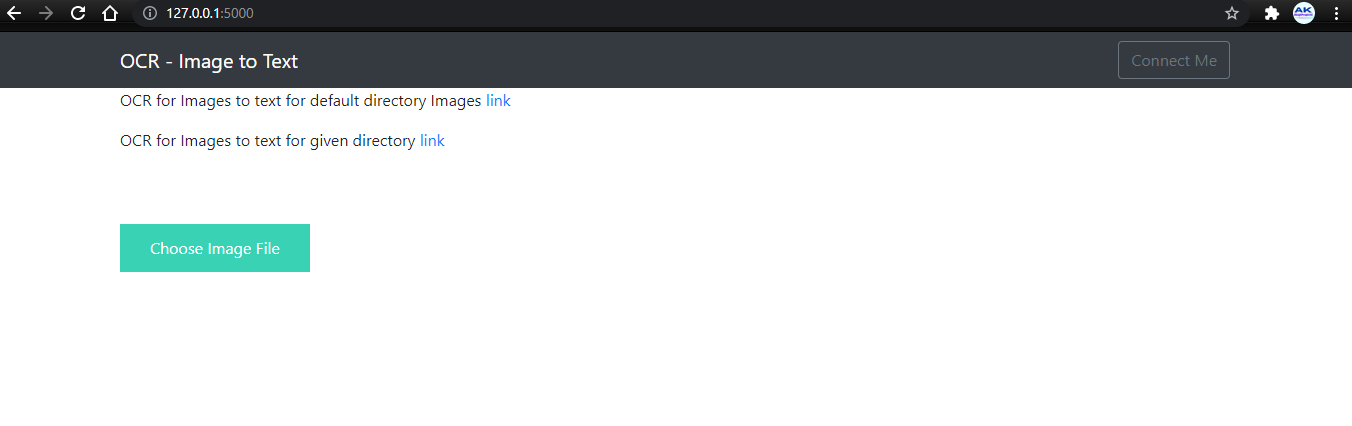 127.0.0.1:5000
AK
OCR - Image to Text
Connect Me
OCR for Images to text for default directory Images link
OCR for Images to text for given directory link
Choose Image File